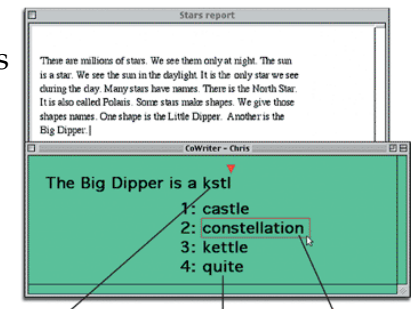 s
Stars report
There are millions of stars. We see them only at night. The sun
is a star. We see the sun in the daylight. It is the only star we see
during the day. Many stars have names. There is the North Star.
It is also called Polaris. Some stars make shapes. We give those
shapes names. One shape is the Little Dipper. Another is the
Big Dipper.
CoWriter – Chris
The Big Dipper is a kstl
1: castle
2: constellation
3: kettle
4: quite